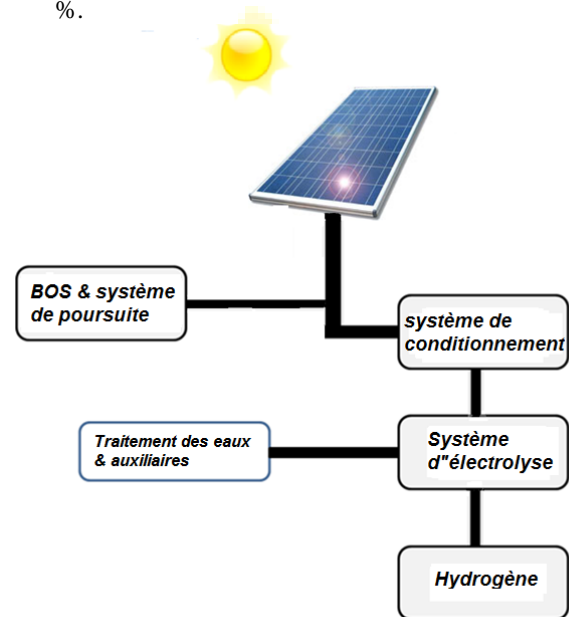 %.
BOS & système
de poursuite
système de
conditionnement
Traitement des eaux
& auxiliaires
Système
d"électrolyse
Hydrogène